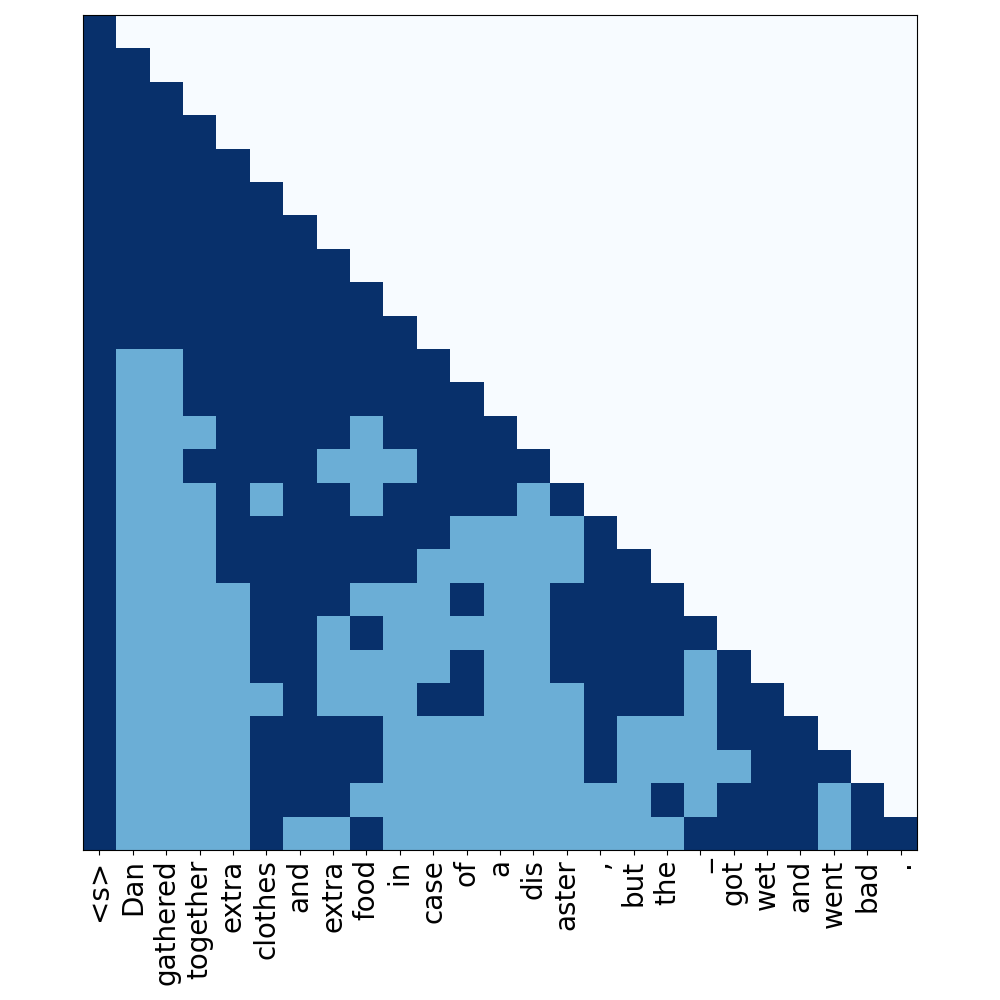 <s>
Dan
gathered
together
extra
clothes
and
extra
food
in
case
of
a
dis
aster
,
but
the
_
got
wet
and
went
bad
.